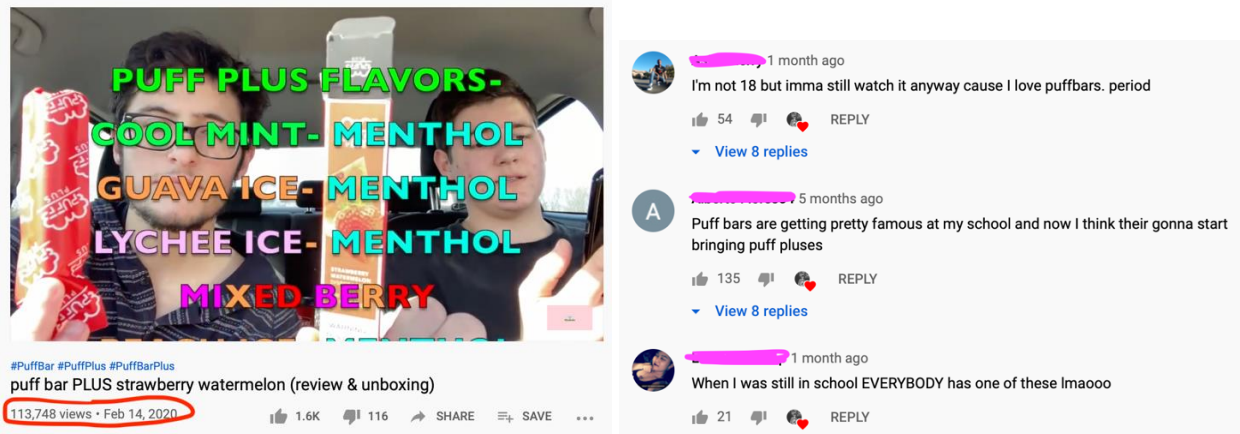 PUFF PLUS FLAVORS-
COOL MINT- MENTHOL
GUAVA ICE- MENTHOL
LYCHEE ICE- MENTHOL
MIXED BERRY
PUFF
PLUS
STRAWBERRY
WATERMELON
#PuffBar #PuffPlus #PuffBarPlus
puff bar PLUS strawberry watermelon (review & unboxing)
113,748 views • Feb 14, 2020
1.6K
116
SHARE
SAVE
1 month ago
I'm not 18 but imma still watch it anyway cause I love puffbars. period
54
REPLY
View 8 replies
A
5 months ago
Puff bars are getting pretty famous at my school and now I think their gonna start
bringing puff pluses
135
REPLY
View 8 replies
1 month ago
When I was still in school EVERYBODY has one of these lmaooo
21
REPLY